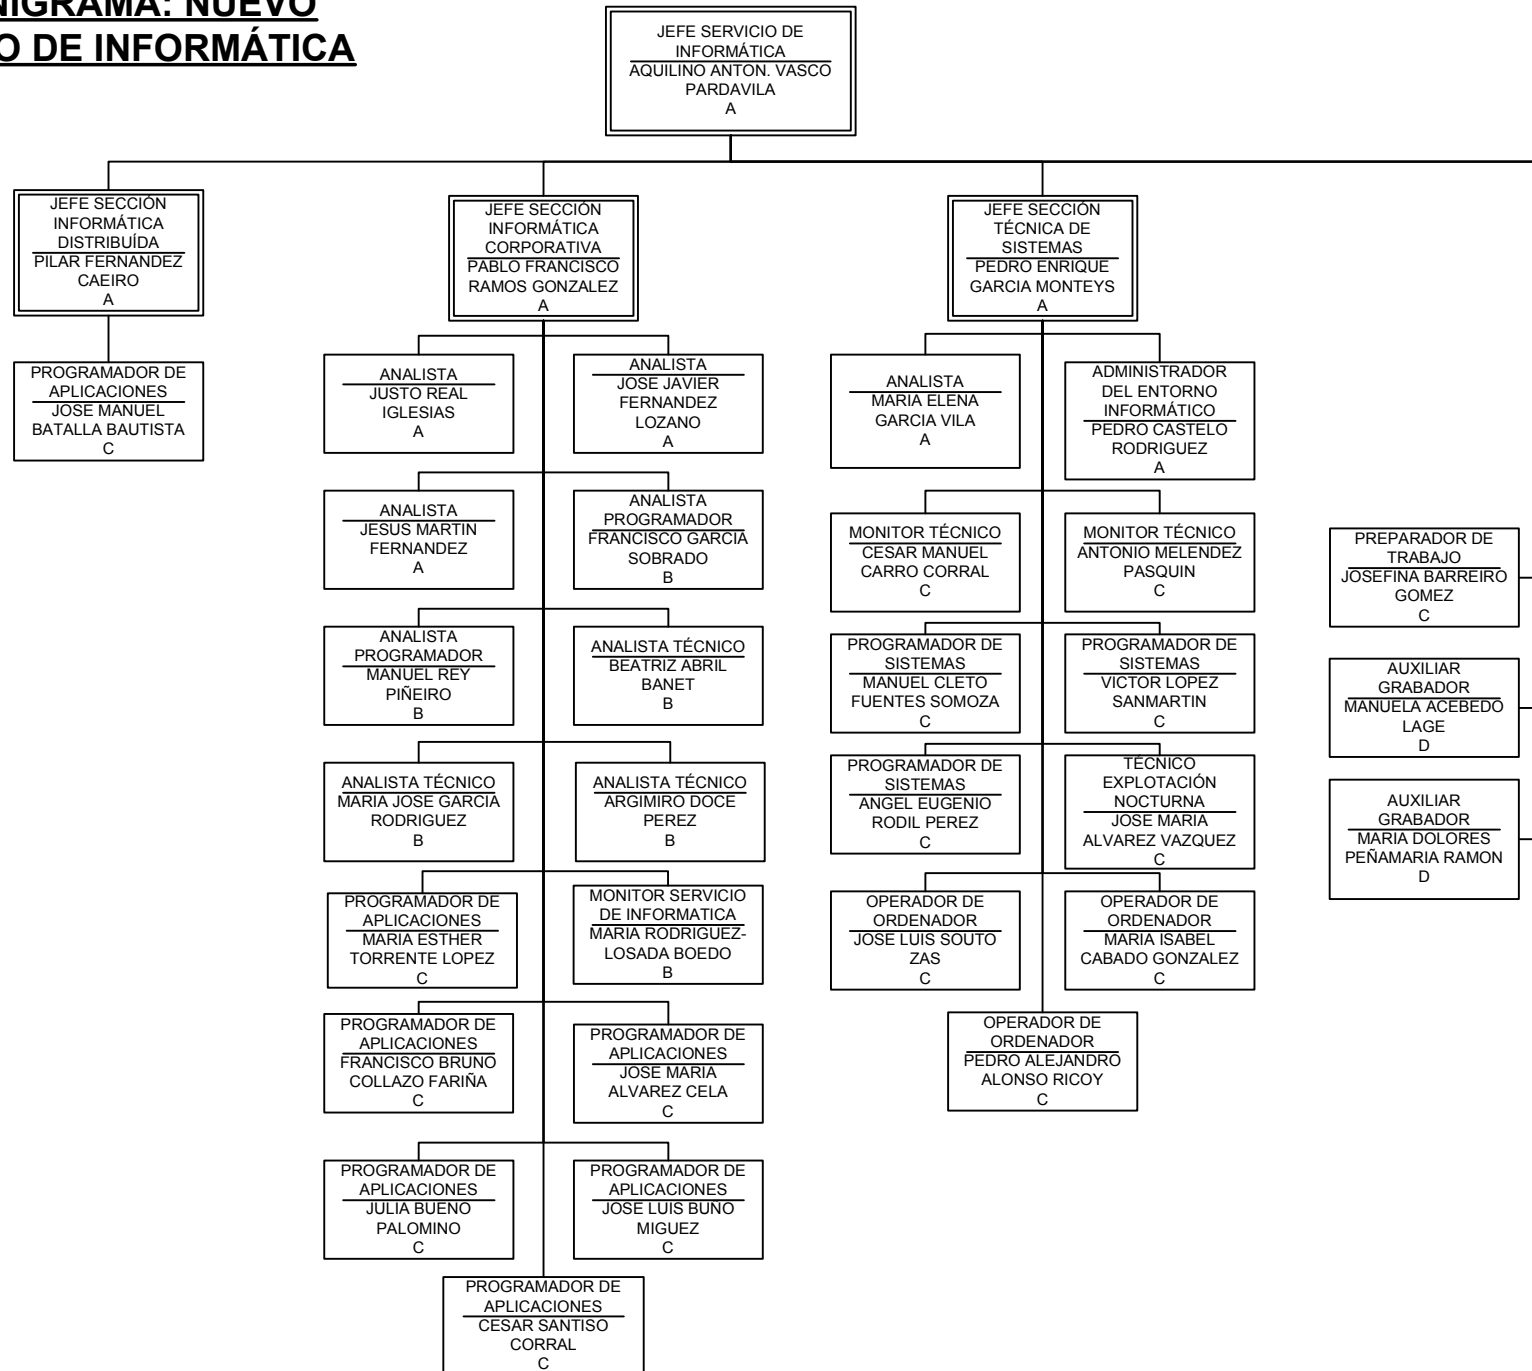 NIGRAMA: NUEVO
O DE INFORMÁTICA
JEFE SERVICIO DE
INFORMÁTICA
AQUILINO ANTON. VASCO
PARDAVILA
A
JEFE SECCIÓN
INFORMÁTICA
DISTRIBUÍDA
PILAR FERNANDEZ
CAEIRO
A
PROGRAMADOR DE
APLICACIONES
JOSE MANUEL
BATALLA BAUTISTA
C
JEFE SECCIÓN
INFORMÁTICA
CORPORATIVA
PABLO FRANCISCO
RAMOS GONZALEZ
A
ANALISTA
JUSTO REAL
IGLESIAS
A
ANALISTA
JOSE JAVIER
FERNANDEZ
LOZANO
A
ANALISTA
JESUS MARTIN
FERNANDEZ
A
ANALISTA
PROGRAMADOR
FRANCISCO GARCIA
SOBRADO
B
ANALISTA
PROGRAMADOR
MANUEL REY
PIÑEIRO
B
ANALISTA TÉCNICO
BEATRIZ ABRIL
BANET
B
ANALISTA TÉCNICO
MARIA JOSE GARCIA
RODRIGUEZ
B
ANALISTA TÉCNICO
ARGIMIRO DOCE
PEREZ
B
PROGRAMADOR DE
APLICACIONES
MARIA ESTHER
TORRENTE LOPEZ
C
MONITOR SERVICIO
DE INFORMATICA
MARIA RODRIGUEZ-
LOSADA BOEDO
B
PROGRAMADOR DE
APLICACIONES
FRANCISCO BRUNO
COLLAZO FARIÑA
C
PROGRAMADOR DE
APLICACIONES
JOSE MARIA
ALVAREZ CELA
C
PROGRAMADOR DE
APLICACIONES
JULIA BUENO
PALOMINO
C
PROGRAMADOR DE
APLICACIONES
JOSE LUIS BUÑO
MIGUEZ
C
PROGRAMADOR DE
APLICACIONES
CESAR SANTISO
CORRAL
C
JEFE SECCIÓN
TÉCNICA DE
SISTEMAS
PEDRO ENRIQUE
GARCIA MONTEYS
A
ANALISTA
MARIA ELENA
GARCIA VILA
A
ADMINISTRADOR
DEL ENTORNO
INFORMÁTICO
PEDRO CASTELO
RODRIGUEZ
A
MONITOR TÉCNICO
CESAR MANUEL
CARRO CORRAL
C
MONITOR TÉCNICO
ANTONIO MELENDEZ
PASQUIN
C
PROGRAMADOR DE
SISTEMAS
MANUEL CLETO
FUENTES SOMOZA
C
PROGRAMADOR DE
SISTEMAS
VICTOR LOPEZ
SANMARTIN
C
PROGRAMADOR DE
SISTEMAS
ANGEL EUGENIO
RODIL PEREZ
C
TÉCNICO
EXPLOTACIÓN
NOCTURNA
JOSE MARIA
ALVAREZ VAZQUEZ
C
OPERADOR DE
ORDENADOR
JOSE LUIS SOUTO
ZAS
C
OPERADOR DE
ORDENADOR
MARIA ISABEL
CABADO GONZALEZ
C
OPERADOR DE
ORDENADOR
PEDRO ALEJANDRO
ALONSO RICOY
C
PREPARADOR DE
TRABAJO
JOSEFINA BARREIRO
GOMEZ
C
AUXILIAR
GRABADOR
MANUELA ACEBEDO
LAGE
D
AUXILIAR
GRABADOR
MARIA DOLORES
PEÑAMARIA RAMON
D